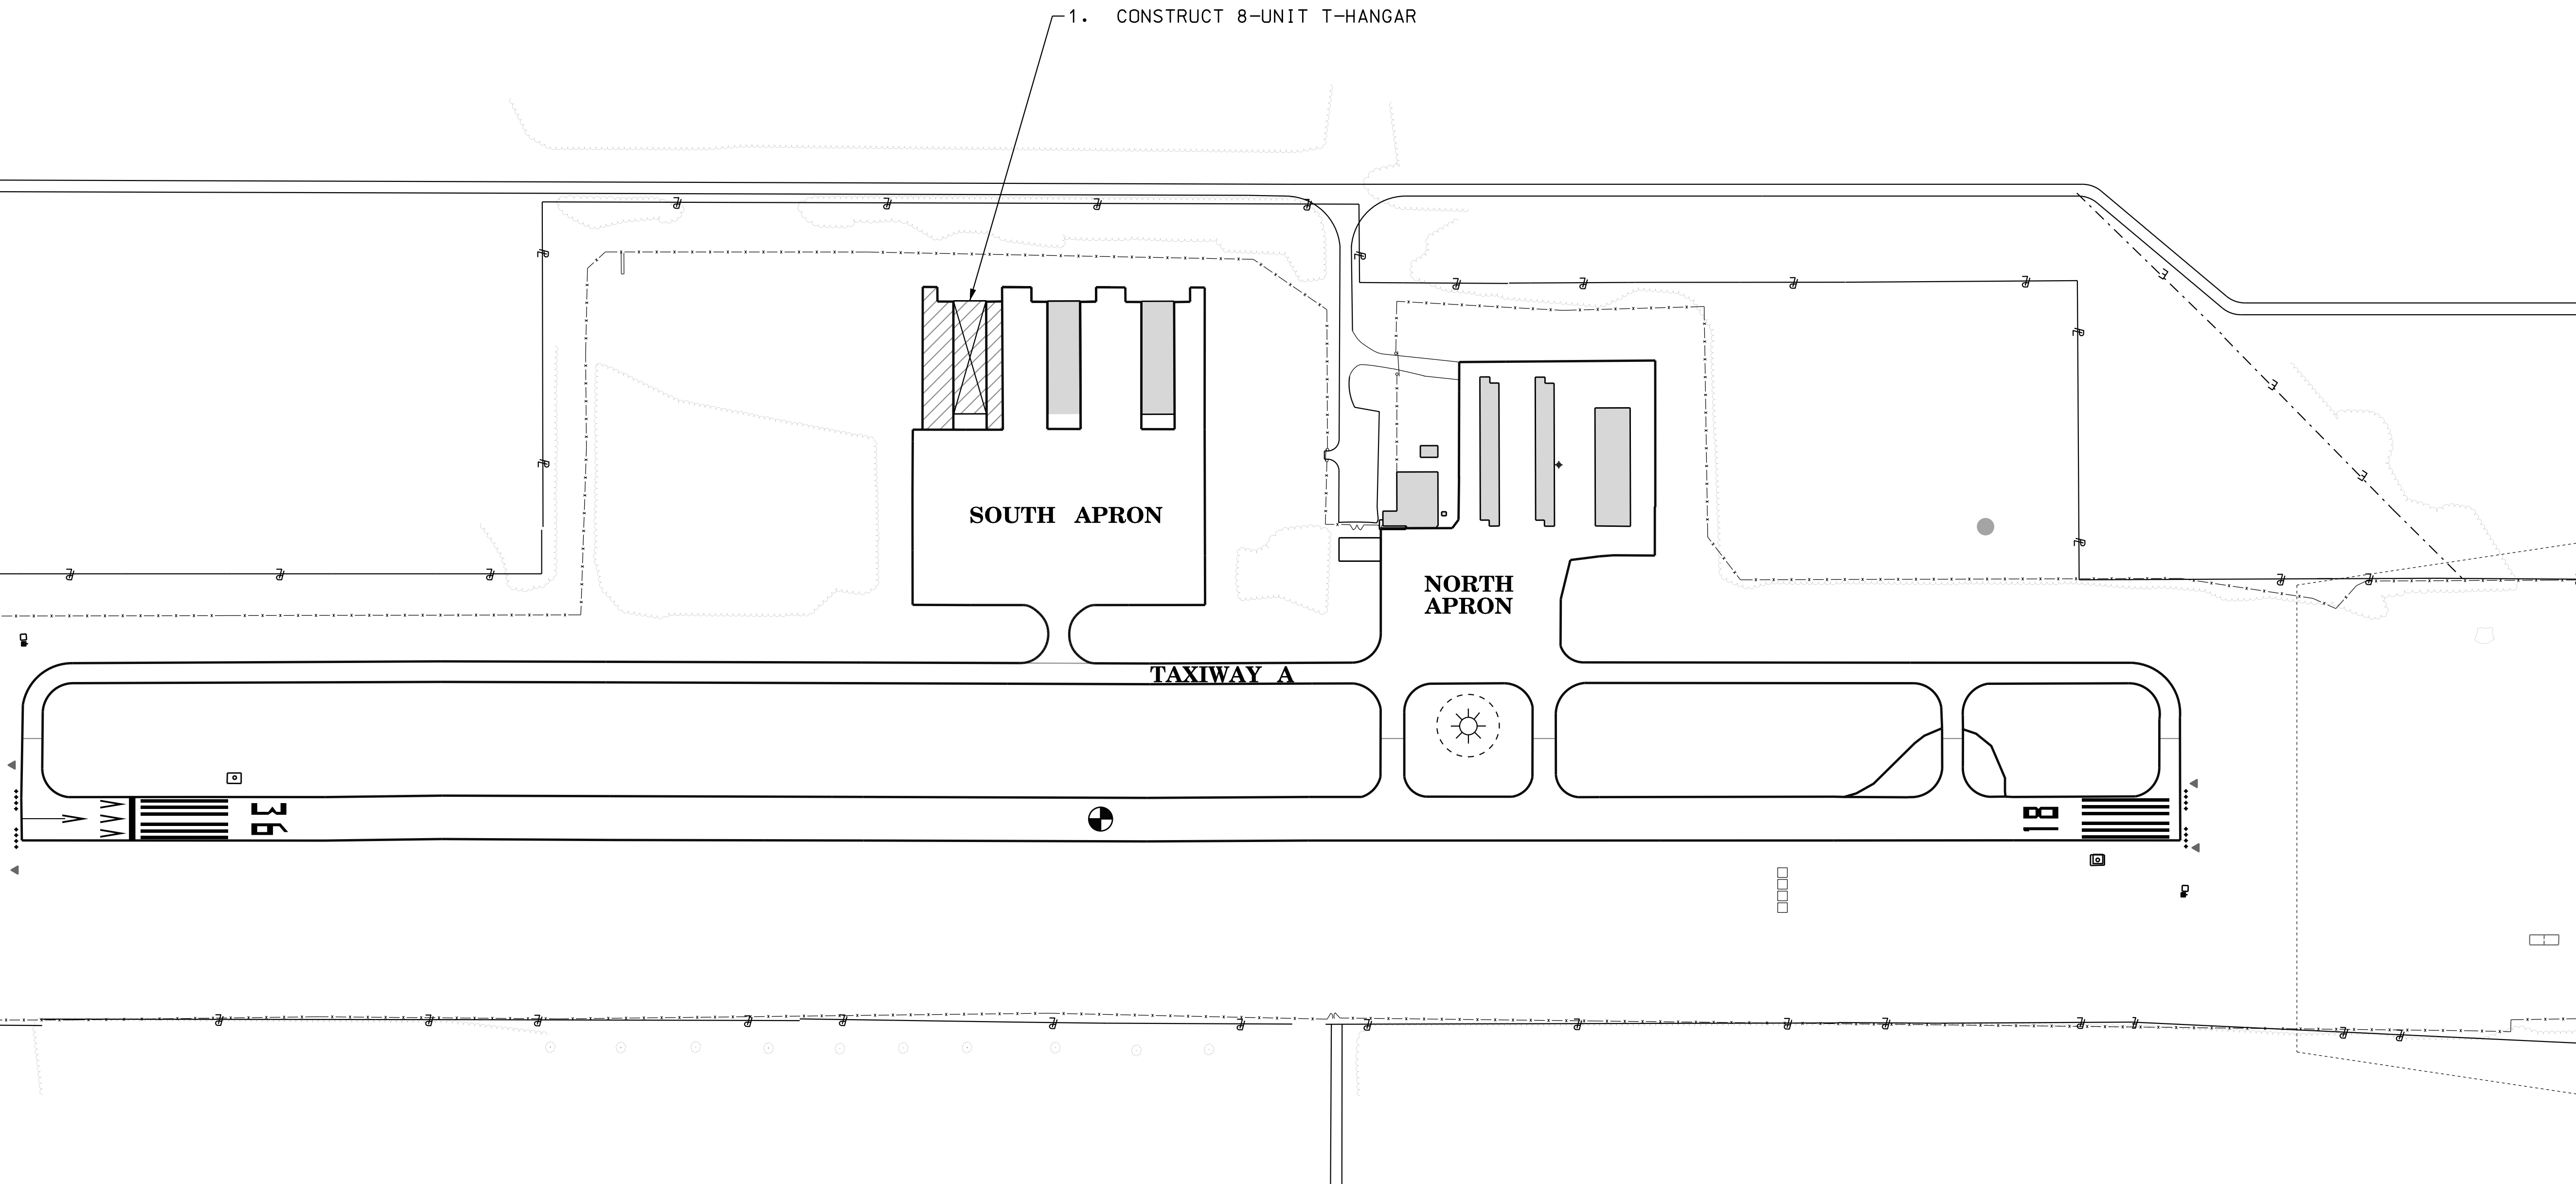 1. CONSTRUCT 8-UNIT T-HANGAR
SOUTH APRON
NORTH
APRON
TAXIWAY A
36
18